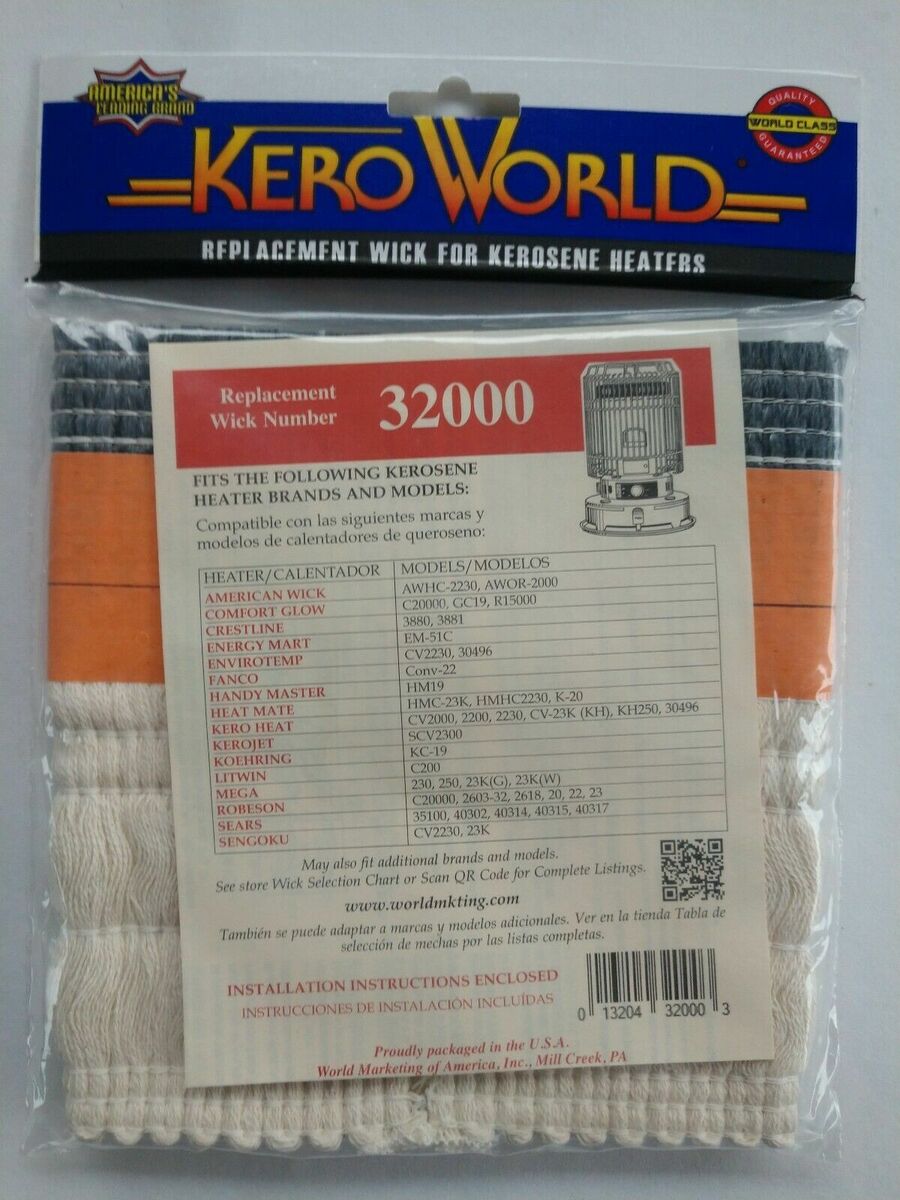 AMERICA'S
LEADING BRAND
QUALITY
WORLD CLASS
GUARANTEED
KERO WORLD
REPLACEMENT WICK FOR KEROSENE HEATERS
Replacement
Wick Number
32000
FITS THE FOLLOWING KEROSENE
HEATER BRANDS AND MODELS:
Compatible con las siguientes marcas y
modelos de calentadores de queroseno:
HEATER/CALENTADOR MODELS/MODELOS
AMERICAN WICK AWHC-2230, AWOR-2000
COMFORT GLOW C20000, GC19, R15000
CRESTLINE 3880, 3881
ENERGY MART EM-51C
ENVIROTEMP CV2230, 30496
FANCO Conv-22
HANDY MASTER HM19
HEAT MATE HMC-23K, HMHC2230, K-20
KERO HEAT CV2000, 2200, 2230, CV-23K (KH), KH250, 30496
KEROJET SCV2300
KOEHRING KC-19
LITWIN C200
MEGA 230, 250, 23K(G), 23K(W)
ROBESON C20000, 2603-32, 2618, 20, 22, 23
SEARS 35100, 40302, 40314, 40315, 40317
SENGOKU CV2230, 23K
May also fit additional brands and models.
See store Wick Selection Chart or Scan QR Code for Complete Listings.
www.worldmkting.com
También se puede adaptar a marcas y modelos adicionales. Ver en la tienda Tabla de
selección de mechas por las listas completas.
INSTALLATION INSTRUCTIONS ENCLOSED
INSTRUCCIONES DE INSTALACIÓN INCLUÍDAS
0 13204 32000 3
Proudly packaged in the U.S.A.
World Marketing of America, Inc., Mill Creek, PA